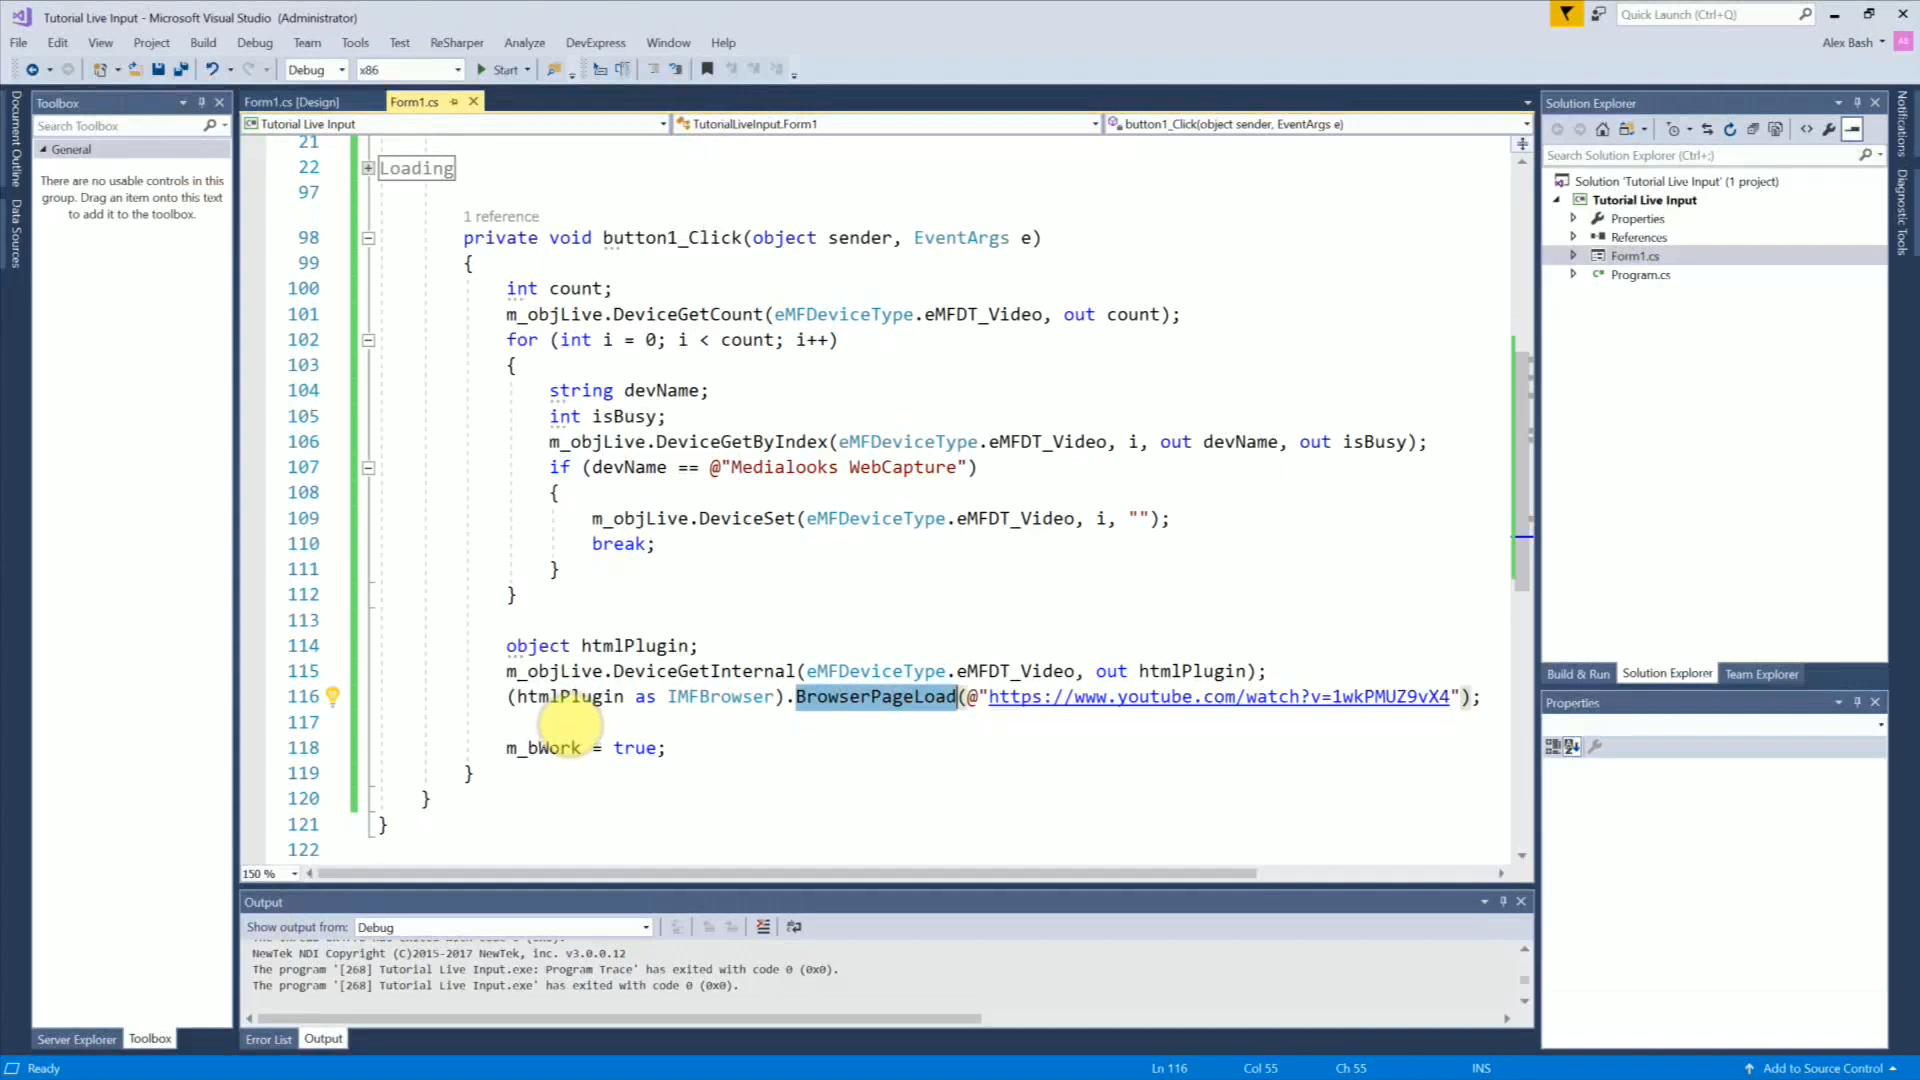 Tutorial Live Input - Microsoft Visual Studio (Administrator)
Quick Launch (Ctrl+Q)
File Edit View Project Build Debug Team Tools Test ReSharper Analyze DevExpress Window Help
Alex Bash
AB
Debug x86 Start
Document Outline
Data Sources
Toolbox
Search Toolbox
General
There are no usable controls in this
group. Drag an item onto this text
to add it to the toolbox.
Server Explorer Toolbox
Form1.cs [Design] Form1.cs
Tutorial Live Input TutorialLiveInput.Form1 button1_Click(object sender, EventArgs e)
21
22 Loading
97
1 reference
98 private void button1_Click(object sender, EventArgs e)
99 {
100 int count;
101 m_objLive.DeviceGetCount(eMFDeviceType.eMFDT_Video, out count);
102 for (int i = 0; i < count; i++)
103 {
104 string devName;
105 int isBusy;
106 m_objLive.DeviceGetByIndex(eMFDeviceType.eMFDT_Video, i, out devName, out isBusy);
107 if (devName == @"Medialooks WebCapture")
108 {
109 m_objLive.DeviceSet(eMFDeviceType.eMFDT_Video, i, "");
110 break;
111 }
112 }
113
114 object htmlPlugin;
115 m_objLive.DeviceGetInternal(eMFDeviceType.eMFDT_Video, out htmlPlugin);
116 (htmlPlugin as IMFBrowser).BrowserPageLoad(@"https://www.youtube.com/watch?v=1wkPMUZ9vX4");
117
118 m_bWork = true;
119 }
120 }
121 }
122
150 %
Output
Show output from: Debug
NewTek NDI Copyright (C)2015-2017 NewTek, inc. v3.0.0.12
The program '[268] Tutorial Live Input.exe: Program Trace' has exited with code 0 (0x0).
The program '[268] Tutorial Live Input.exe' has exited with code 0 (0x0).
Error List Output
Solution Explorer
Search Solution Explorer (Ctrl+;)
Solution 'Tutorial Live Input' (1 project)
Tutorial Live Input
Properties
References
Form1.cs
Program.cs
Build & Run Solution Explorer Team Explorer
Properties
Notifications
Diagnostic Tools
Ready Ln 116 Col 55 Ch 55 INS Add to Source Control